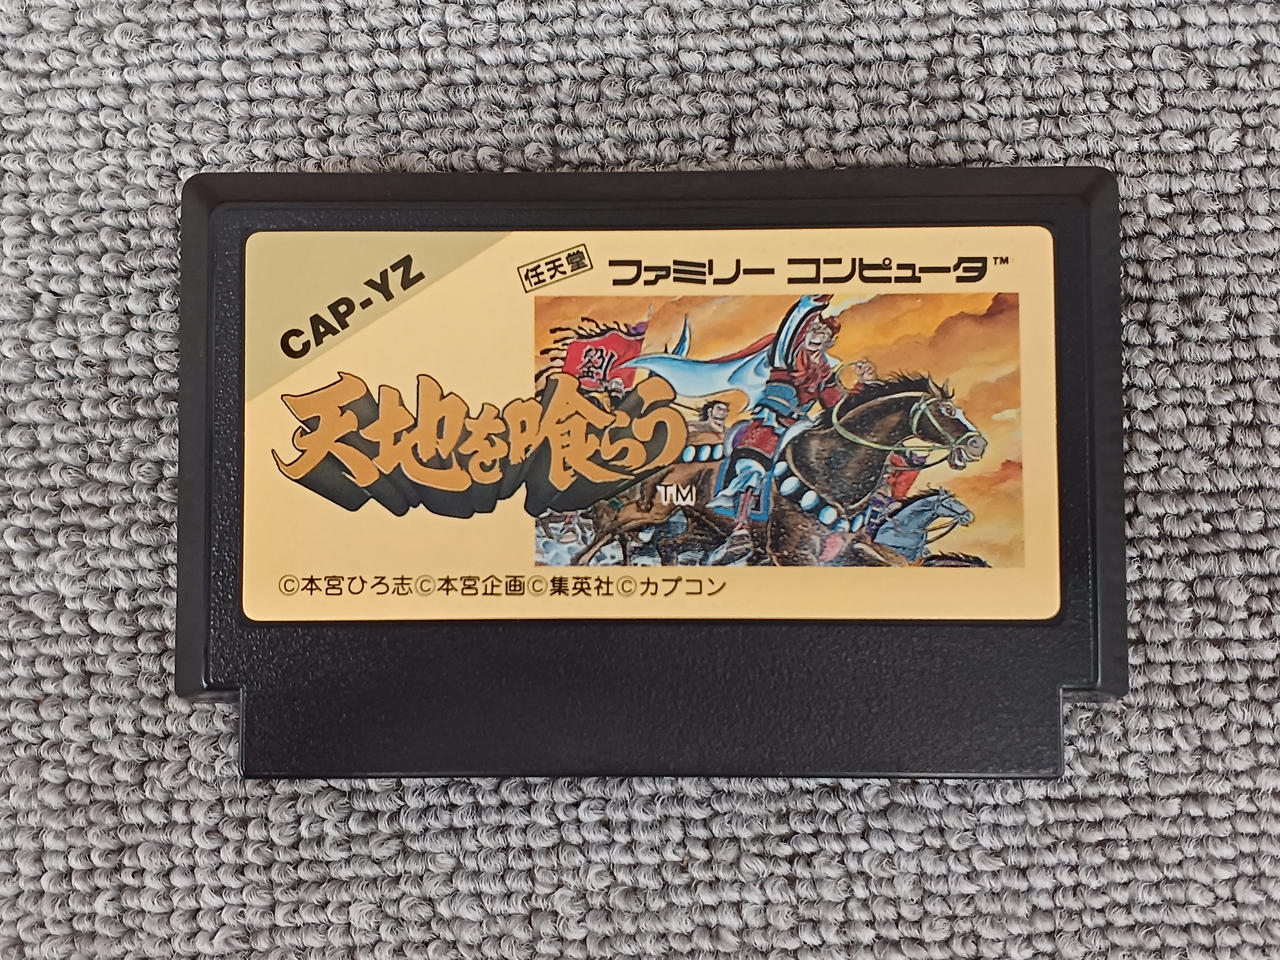 CAP-YZ
任天堂
ファミリー コンピュータ™
劉
天地を喰らう
TM
©本宮ひろ志©本宮企画©集英社©カプコン